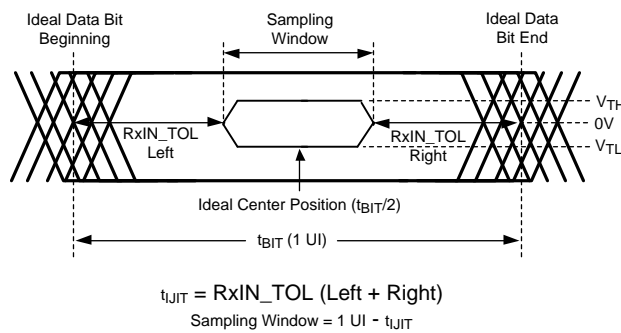 Ideal Data Bit
Beginning
Sampling
Window
Ideal Data
Bit End
VTH
0V
VTL
RxIN_TOL
Left
RxIN_TOL
Right
Ideal Center Position (tBIT/2)
tBIT (1 UI)
tIJIT = RxIN_TOL (Left + Right)
Sampling Window = 1 UI - tIJIT